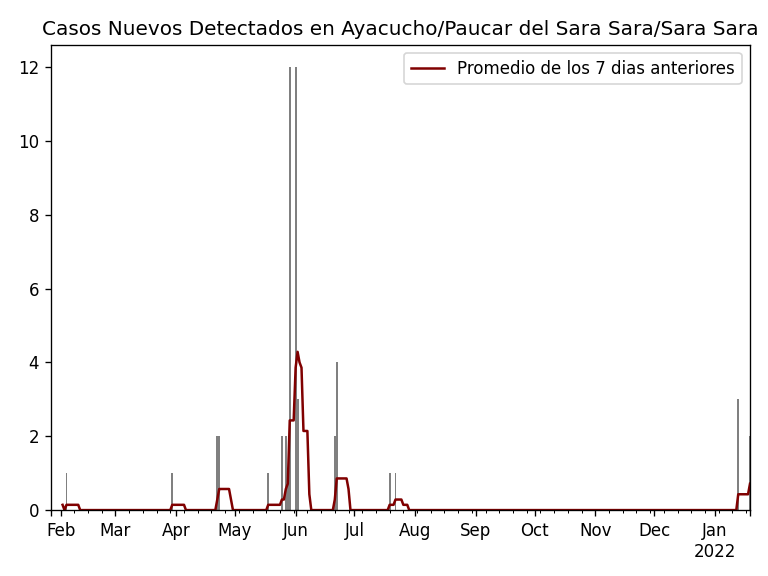 Casos Nuevos Detectados en Ayacucho/Paucar del Sara Sara/Sara Sara
Promedio de los 7 dias anteriores
12
10
8
6
4
2
0
Feb Mar Apr May Jun Jul Aug Sep Oct Nov Dec Jan
2022